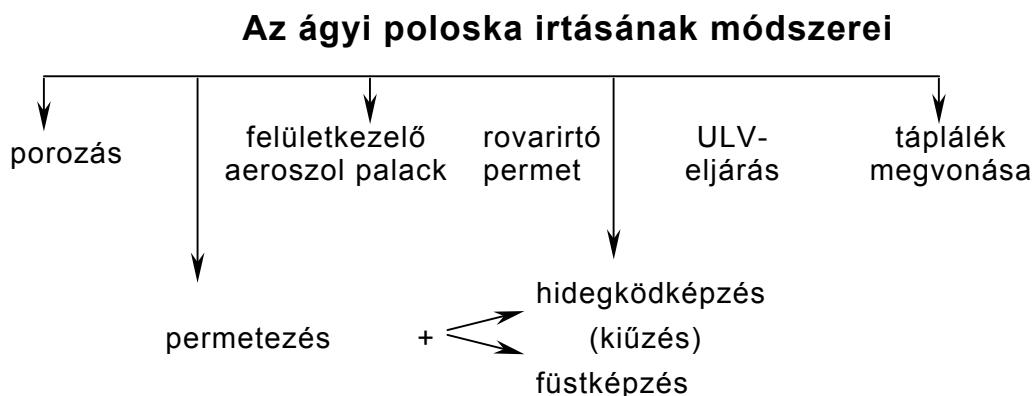 Az ágyi poloska irtásának módszerei
porozás
felületkezelő
aeroszol palack
rovarirtó
permet
ULV-
eljárás
táplálék
megvonása
permetezés
+
hidegködképzés
(kiűzés)
füstképzés